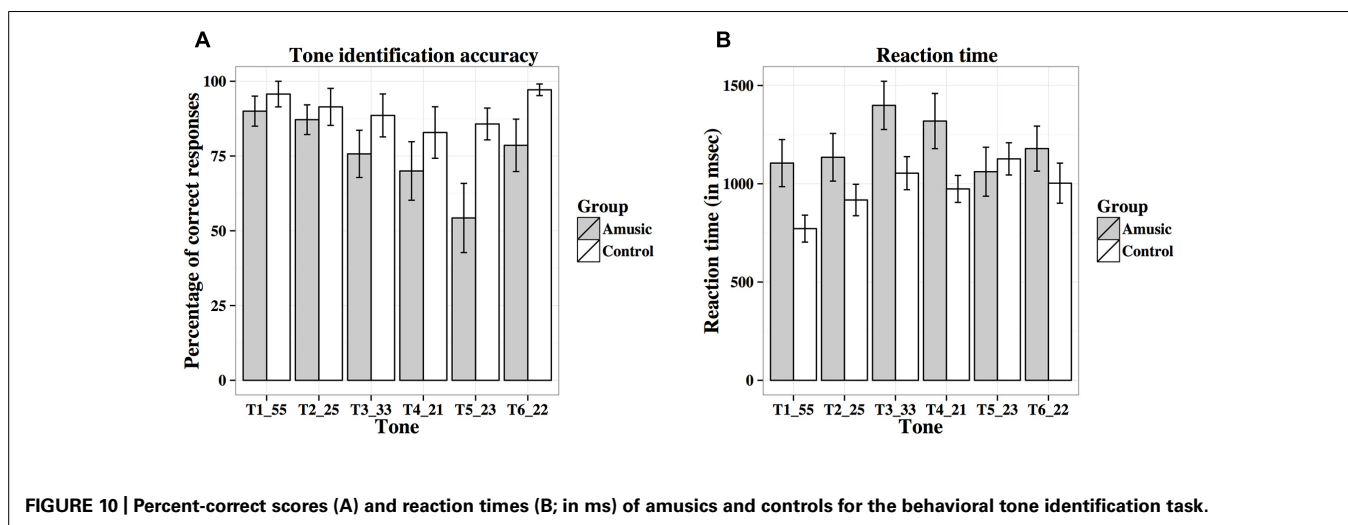 A
Tone identification accuracy
Percentage of correct responses
100
75
50
25
0
T1_55 T2_25 T3_33 T4_21 T5_23 T6_22
Tone
Group
Amusic
Control
B
Reaction time
Reaction time (in msec)
1500
1000
500
0
T1_55 T2_25 T3_33 T4_21 T5_23 T6_22
Tone
Group
Amusic
Control
FIGURE 10 | Percent-correct scores (A) and reaction times (B; in ms) of amusics and controls for the behavioral tone identification task.